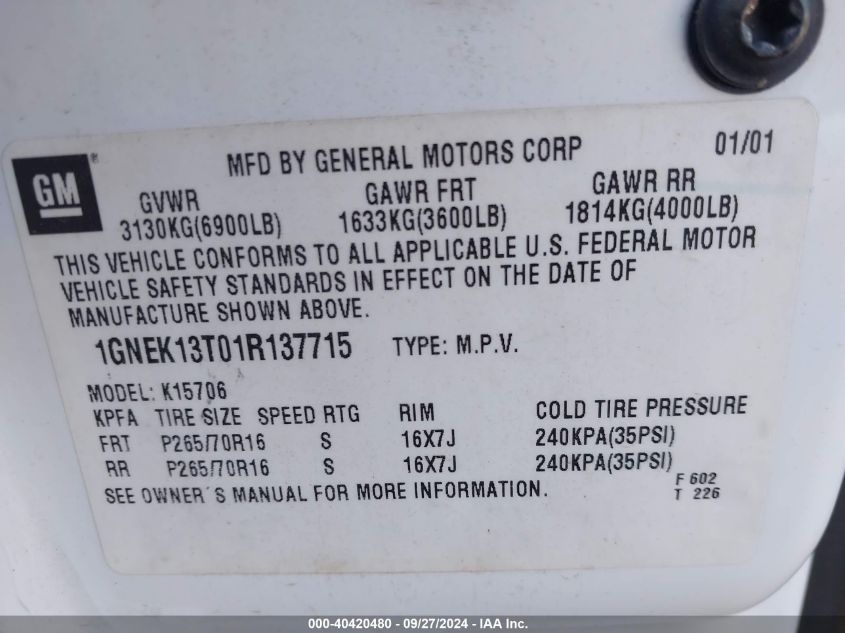 GM®
MFD BY GENERAL MOTORS CORP 01/01
GVWR GAWR FRT GAWR RR
3130KG(6900LB) 1633KG(3600LB) 1814KG(4000LB)
THIS VEHICLE CONFORMS TO ALL APPLICABLE U.S. FEDERAL MOTOR
VEHICLE SAFETY STANDARDS IN EFFECT ON THE DATE OF
MANUFACTURE SHOWN ABOVE.
1GNEK13T01R137715 TYPE: M.P.V.
MODEL: K15706
KPFA TIRE SIZE SPEED RTG RIM COLD TIRE PRESSURE
FRT P265/70R16 S 16X7J 240KPA(35PSI)
RR P265/70R16 S 16X7J 240KPA(35PSI)
SEE OWNER'S MANUAL FOR MORE INFORMATION.
F 602
T 226
000-40420480 - 09/27/2024 - IAA Inc.